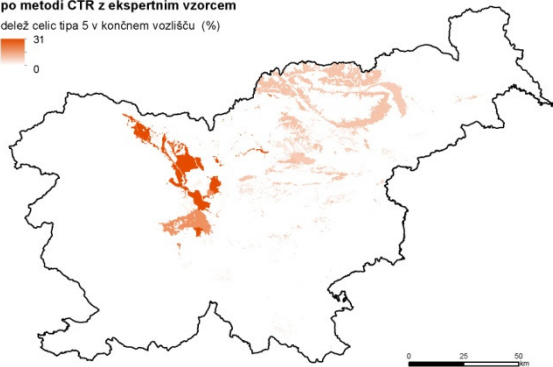 po metodi CTR z ekspertnim vzorcem
delež celic tipa 5 v končnem vozlišču (%)
31
0
0 25 50
km